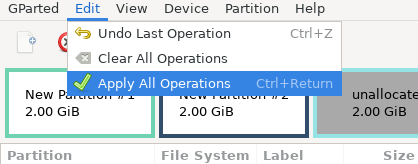 GParted Edit View Device Partition Help
Undo Last Operation Ctrl+Z
Clear All Operations
Apply All Operations Ctrl+Return
New Partition #1 New Partition #2 unallocate
2.00 GiB 2.00 GiB 18.00 GiB
Partition File System Label Size